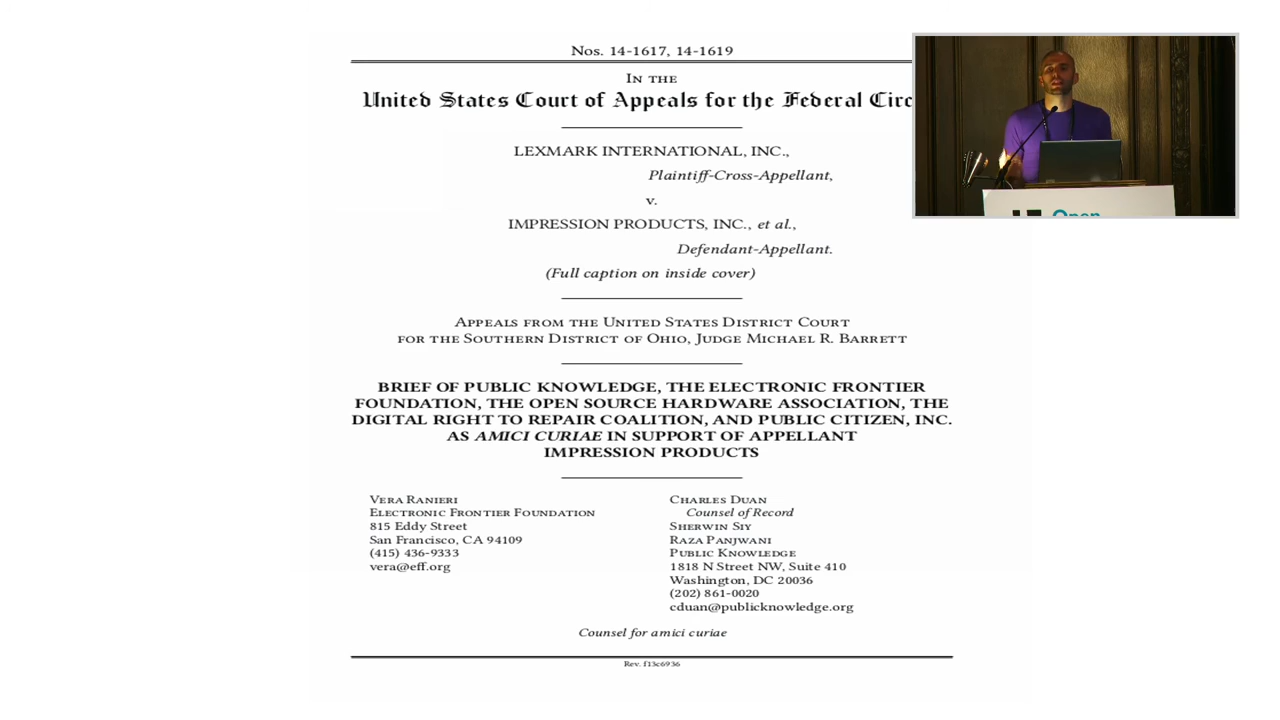 Nos. 14-1617, 14-1619
IN THE
United States Court of Appeals for the Federal Circ
LEXMARK INTERNATIONAL, INC.,
Plaintiff-Cross-Appellant,
v.
IMPRESSION PRODUCTS, INC., et al.,
Defendant-Appellant.
(Full caption on inside cover)
APPEALS FROM THE UNITED STATES DISTRICT COURT
FOR THE SOUTHERN DISTRICT OF OHIO, JUDGE MICHAEL R. BARRETT
BRIEF OF PUBLIC KNOWLEDGE, THE ELECTRONIC FRONTIER
FOUNDATION, THE OPEN SOURCE HARDWARE ASSOCIATION, THE
DIGITAL RIGHT TO REPAIR COALITION, AND PUBLIC CITIZEN, INC.
AS AMICI CURIAE IN SUPPORT OF APPELLANT
IMPRESSION PRODUCTS
VERA RANIERI
ELECTRONIC FRONTIER FOUNDATION
815 Eddy Street
San Francisco, CA 94109
(415) 436-9333
vera@eff.org
CHARLES DUAN
Counsel of Record
SHERWIN SIY
RAZA PANJWANI
PUBLIC KNOWLEDGE
1818 N Street NW, Suite 410
Washington, DC 20036
(202) 861-0020
cduan@publicknowledge.org
Counsel for amici curiae
Rev. f13c6936
Open